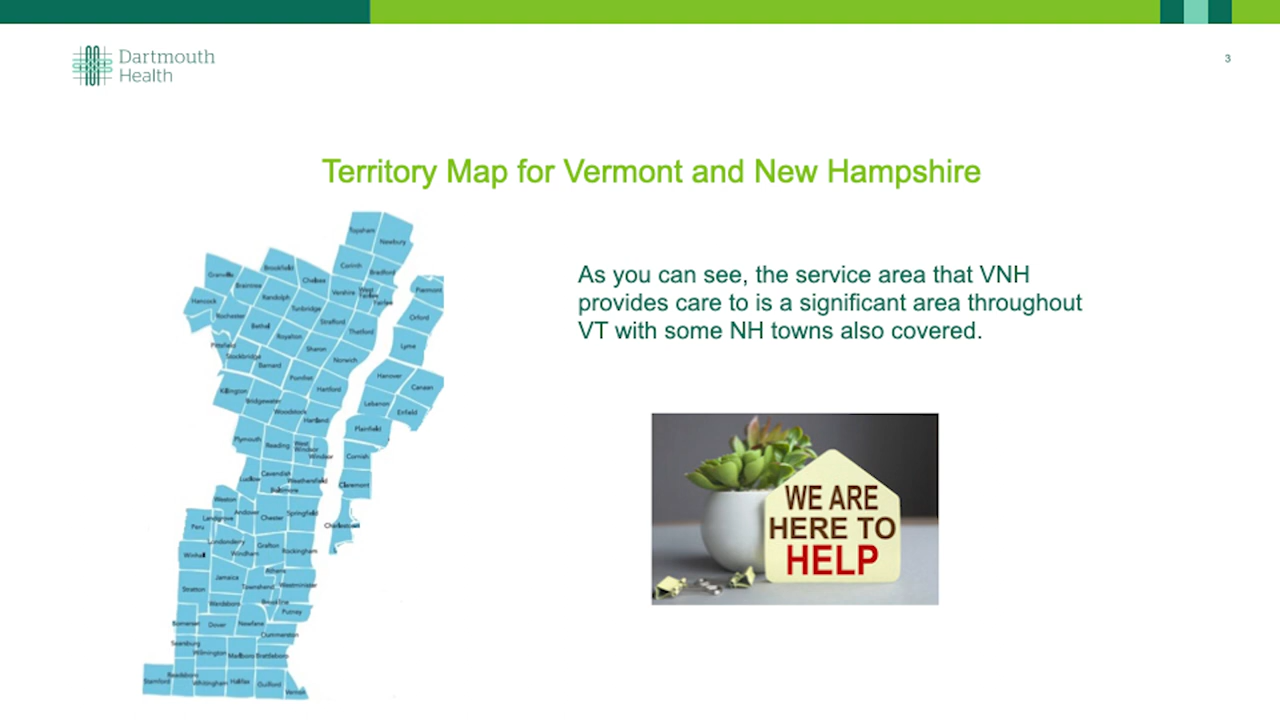 Dartmouth
Health
3
Territory Map for Vermont and New Hampshire
Topsham
Newbury
Corinth
Bradford
Brookfield
Granville
Chelsea
Braintree
Vershire
West
Fairlee
Fairlee
Piermont
Hancock
Randolph
Tunbridge
Orford
Rochester
Strafford
Bethel
Thetford
Royalton
Pittsfield
Sharon
Lyme
Stockbridge
Norwich
Barnard
Pomfret
Hanover
Killington
Hartford
Canaan
Bridgewater
Lebanon
Woodstock
Enfield
Hartland
Plainfield
Plymouth
Reading
West
Windsor
Windsor
Cornish
Cavendish
Ludlow
Weathersfield
Baltimore
Claremont
Weston
Andover
Springfield
Landgrove
Chester
Peru
Charlestown
Londonderry
Grafton
Winhall
Windham
Rockingham
Athens
Jamaica
Stratton
Townshend
Westminster
Wardsboro
Brookline
Putney
Somerset
Dover
Newfane
Dummerston
Searsburg
Wilmington
Marlboro
Brattleboro
Stamford
Readsboro
Whitingham
Halifax
Guilford
Vernon
As you can see, the service area that VNH
provides care to is a significant area throughout
VT with some NH towns also covered.
WE ARE
HERE TO
HELP